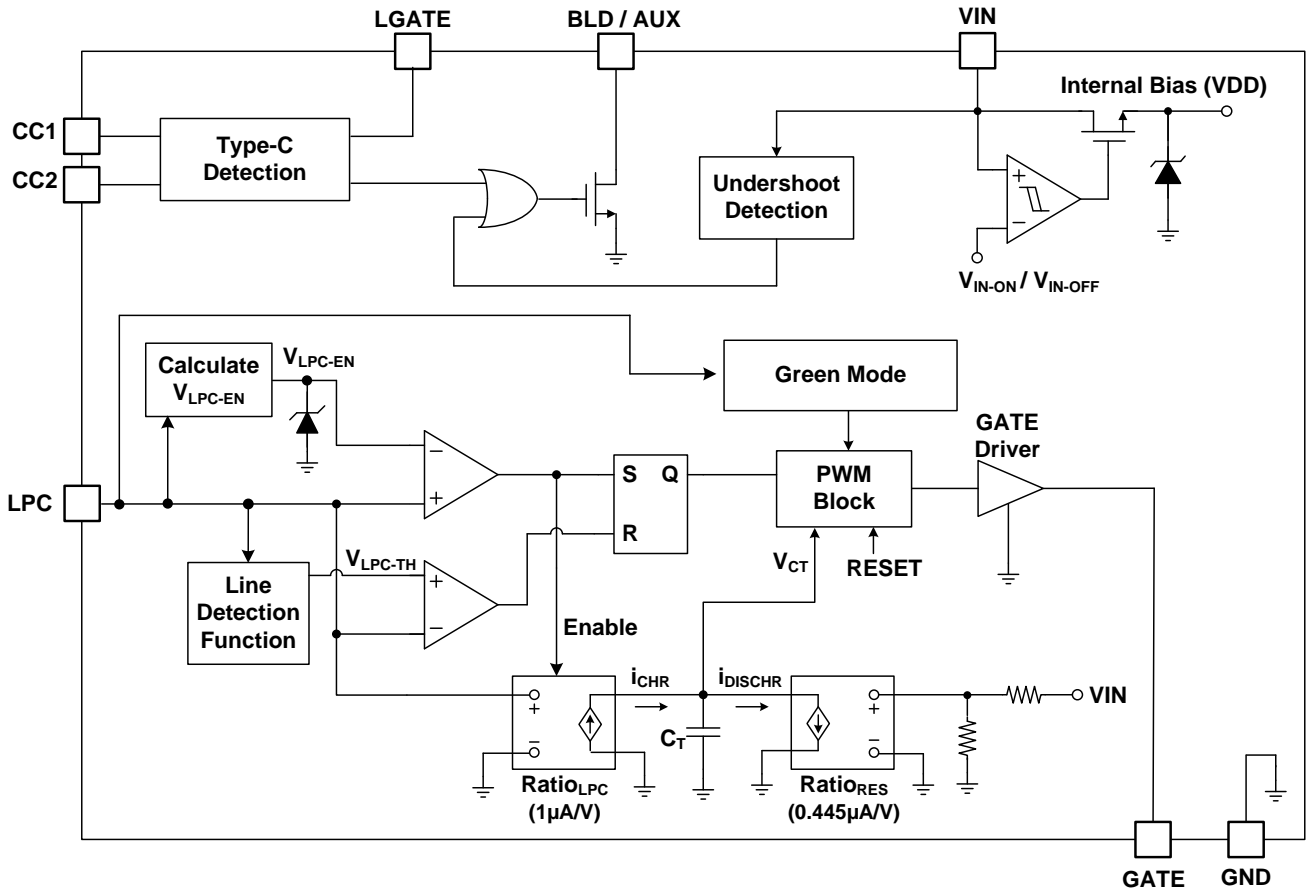 LGATE
BLD / AUX
VIN
Internal Bias (VDD)
CC1
CC2
Type-C
Detection
Undershoot
Detection
+
−
VIN-ON / VIN-OFF
Calculate
VLPC-EN
VLPC-EN
Green Mode
GATE
Driver
−
+
S Q
R
PWM
Block
LPC
VLPC-TH
+
−
VCT
RESET
Line
Detection
Function
Enable
iCHR
iDISCHR
+
−
CT
+
−
VIN
RatioLPC
(1µA/V)
RatioRES
(0.445µA/V)
GATE
GND